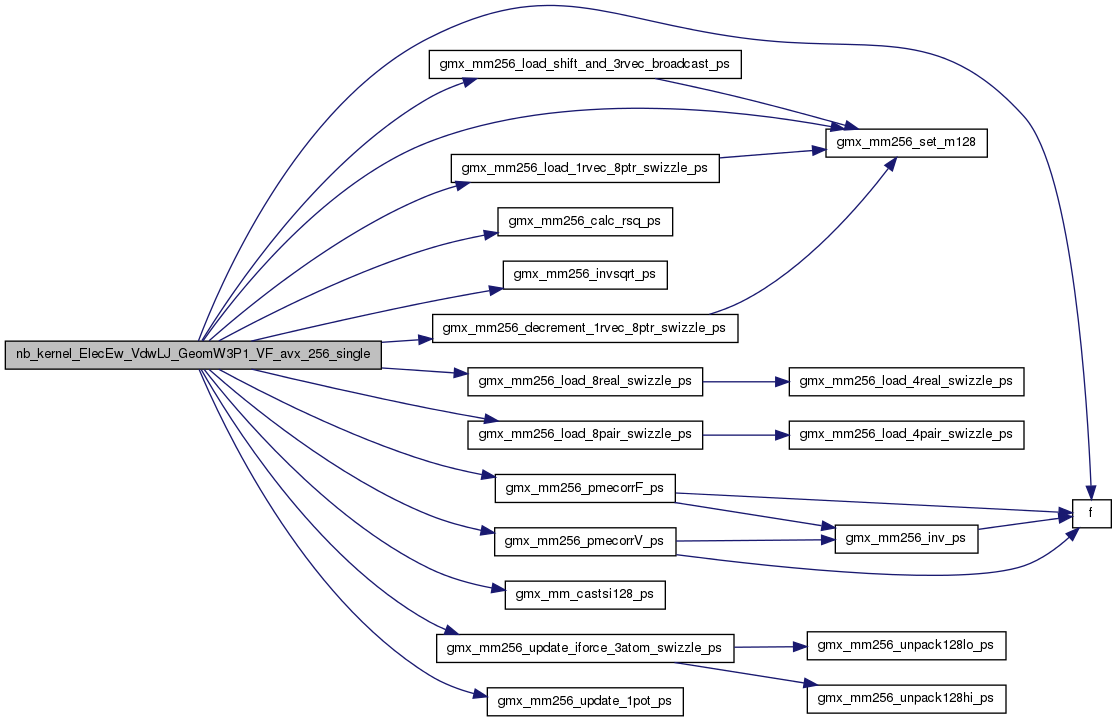 gmx_mm256_load_shift_and_3rvec_broadcast_ps
gmx_mm256_set_m128
gmx_mm256_load_1rvec_8ptr_swizzle_ps
gmx_mm256_calc_rsq_ps
gmx_mm256_invsqrt_ps
gmx_mm256_decrement_1rvec_8ptr_swizzle_ps
nb_kernel_ElecEw_VdwLJ_GeomW3P1_VF_avx_256_single
gmx_mm256_load_8real_swizzle_ps
gmx_mm256_load_4real_swizzle_ps
gmx_mm256_load_8pair_swizzle_ps
gmx_mm256_load_4pair_swizzle_ps
gmx_mm256_pmecorrF_ps
f
gmx_mm256_inv_ps
gmx_mm256_pmecorrV_ps
gmx_mm_castsi128_ps
gmx_mm256_update_iforce_3atom_swizzle_ps
gmx_mm256_unpack128lo_ps
gmx_mm256_unpack128hi_ps
gmx_mm256_update_1pot_ps